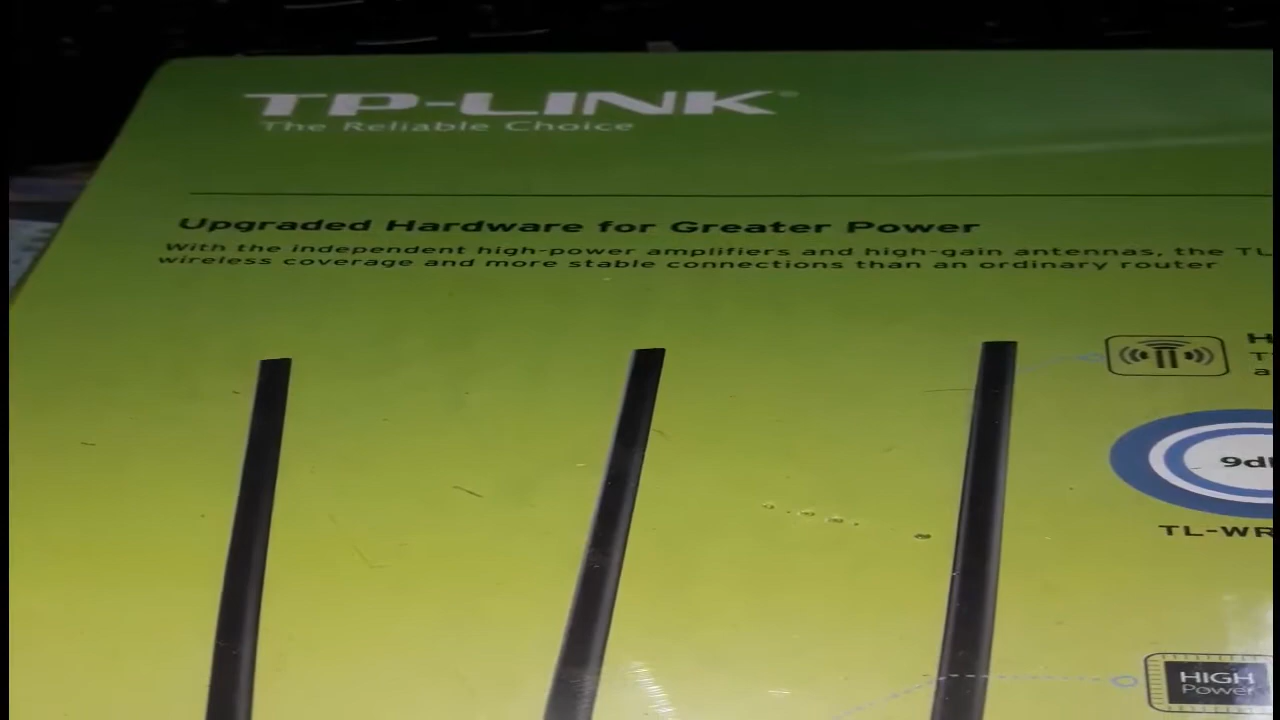 TP-LINK
The Reliable Choice
Upgraded Hardware for Greater Power
With the independent high-power amplifiers and high-gain antennas, the TL
wireless coverage and more stable connections than an ordinary router
H
T
a
9d
TL-WR
HIGH
Power